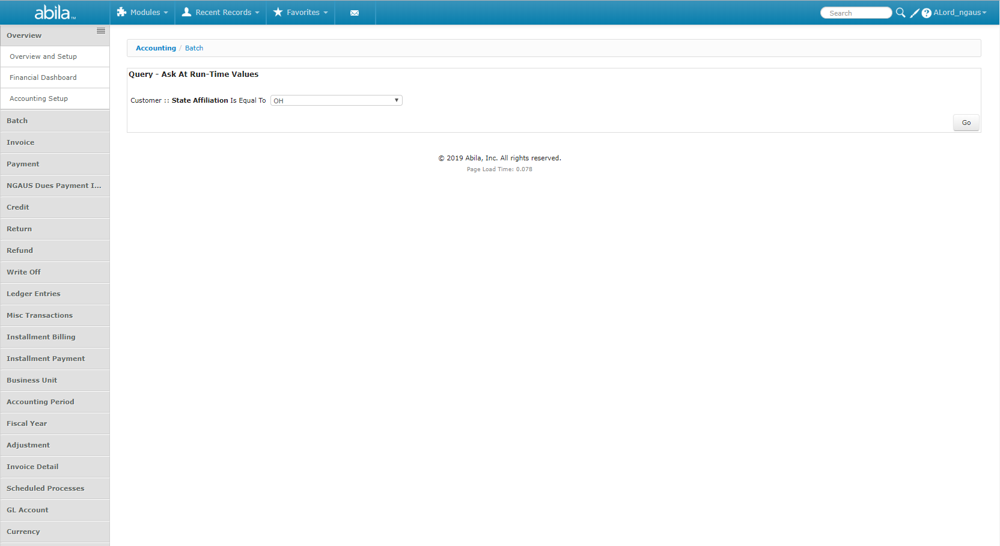 abila™
Modules
Recent Records
Favorites
Search
ALord_ngaus
Overview
Overview and Setup
Financial Dashboard
Accounting Setup
Batch
Invoice
Payment
NGAUS Dues Payment I...
Credit
Return
Refund
Write Off
Ledger Entries
Misc Transactions
Installment Billing
Installment Payment
Business Unit
Accounting Period
Fiscal Year
Adjustment
Invoice Detail
Scheduled Processes
GL Account
Currency
Accounting / Batch
Query - Ask At Run-Time Values
Customer :: State Affiliation Is Equal To OH
Go
© 2019 Abila, Inc. All rights reserved.
Page Load Time: 0.078